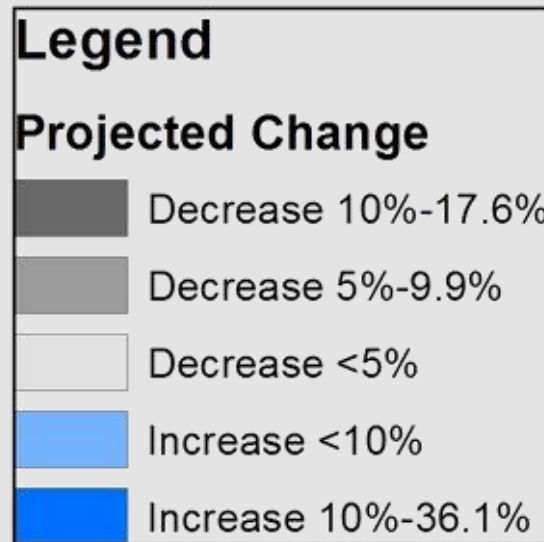 Legend
Projected Change
Decrease 10%-17.6%
Decrease 5%-9.9%
Decrease <5%
Increase <10%
Increase 10%-36.1%